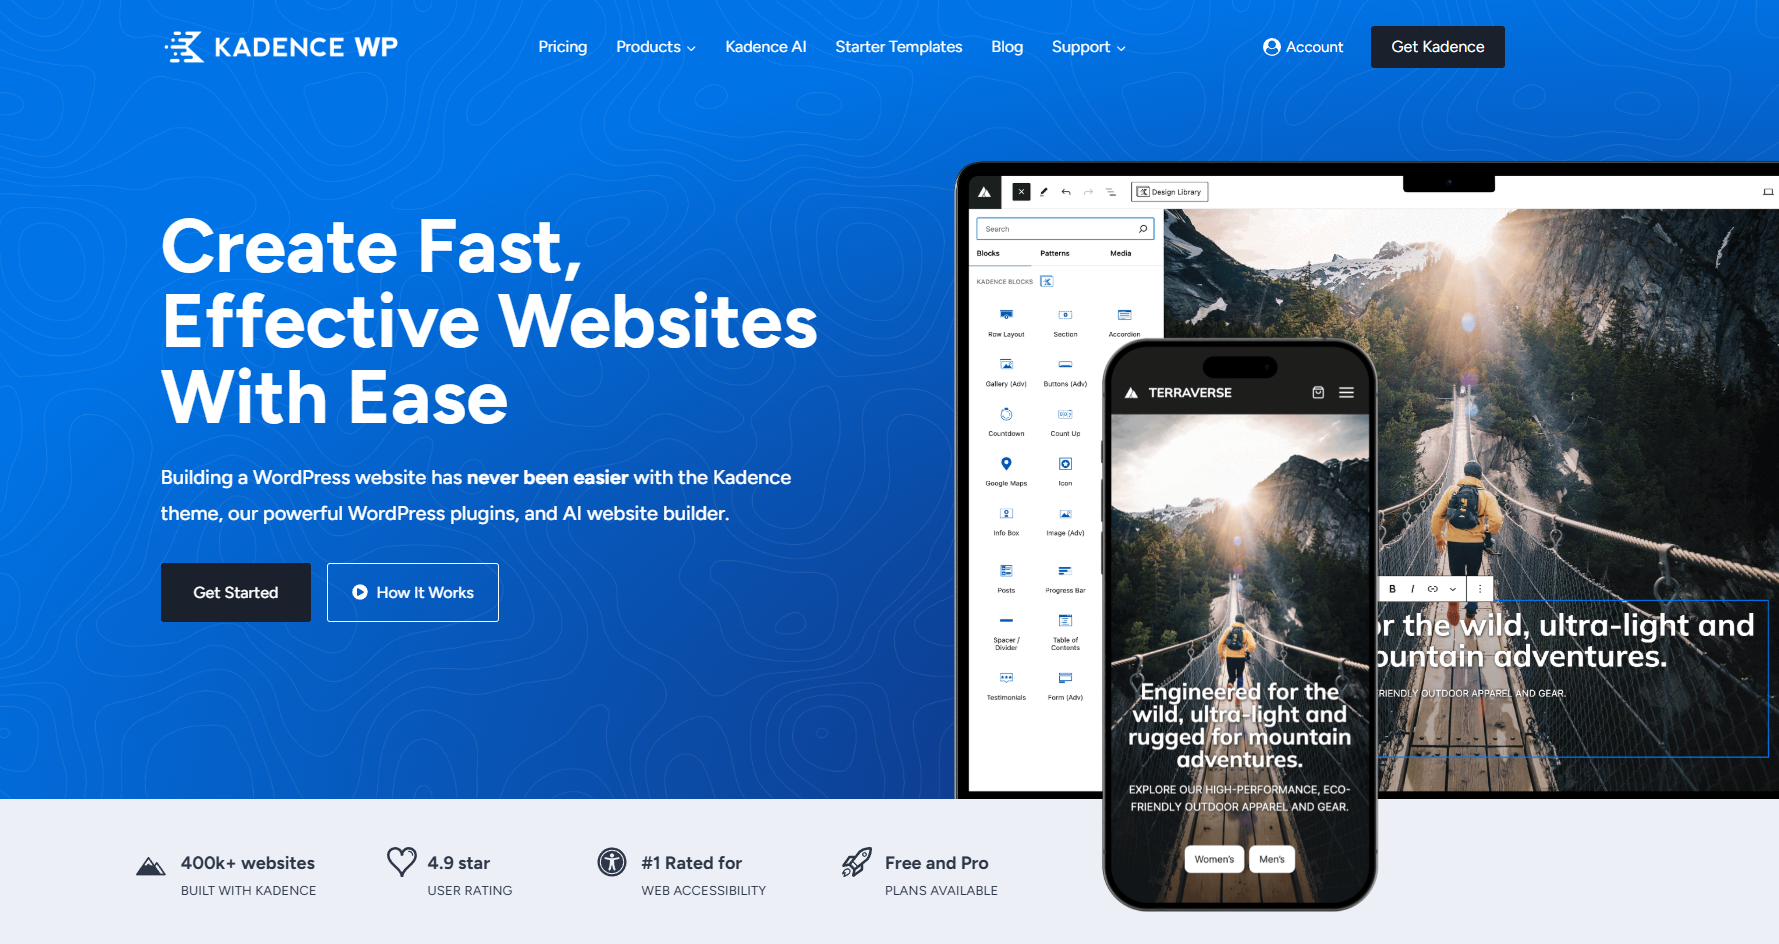 KADENCE WP
Pricing
Products
Kadence AI
Starter Templates
Blog
Support
Account
Get Kadence
Create Fast,
Effective Websites
With Ease
Building a WordPress website has never been easier with the Kadence
theme, our powerful WordPress plugins, and AI website builder.
Get Started
How It Works
Design Library
Search
Blocks
Patterns
Media
KADENCE BLOCKS
Row Layout
Section
Accordion
Gallery (Adv)
Buttons (Adv)
Countdown
Count Up
Google Maps
Icon
Info Box
Image (Adv)
Posts
Progress Bar
Spacer /
Divider
Table of
Contents
Testimonials
Form (Adv)
B I
or the wild, ultra-light and
ountain adventures.
FRIENDLY OUTDOOR APPAREL AND GEAR.
TERRAVERSE
Engineered for the
wild, ultra-light and
rugged for mountain
adventures.
EXPLORE OUR HIGH-PERFORMANCE, ECO-
FRIENDLY OUTDOOR APPAREL AND GEAR.
Women's
Men's
400k+ websites
BUILT WITH KADENCE
4.9 star
USER RATING
#1 Rated for
WEB ACCESSIBILITY
Free and Pro
PLANS AVAILABLE